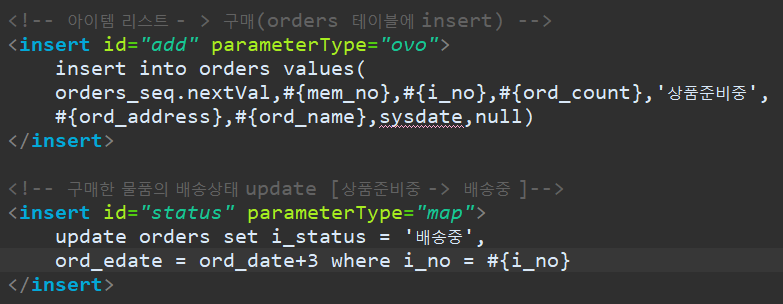 <!-- 아이템 리스트 - > 구매(orders 테이블에 insert) -->
<insert id="add" parameterType="ovo">
insert into orders values(
orders_seq.nextVal,#{mem_no},#{i_no},#{ord_count},'상품준비중',
#{ord_address},#{ord_name},sysdate,null)
</insert>
<!-- 구매한 물품의 배송상태 update [상품준비중 -> 배송중 ]-->
<insert id="status" parameterType="map">
update orders set i_status = '배송중',
ord_edate = ord_date+3 where i_no = #{i_no}
</insert>